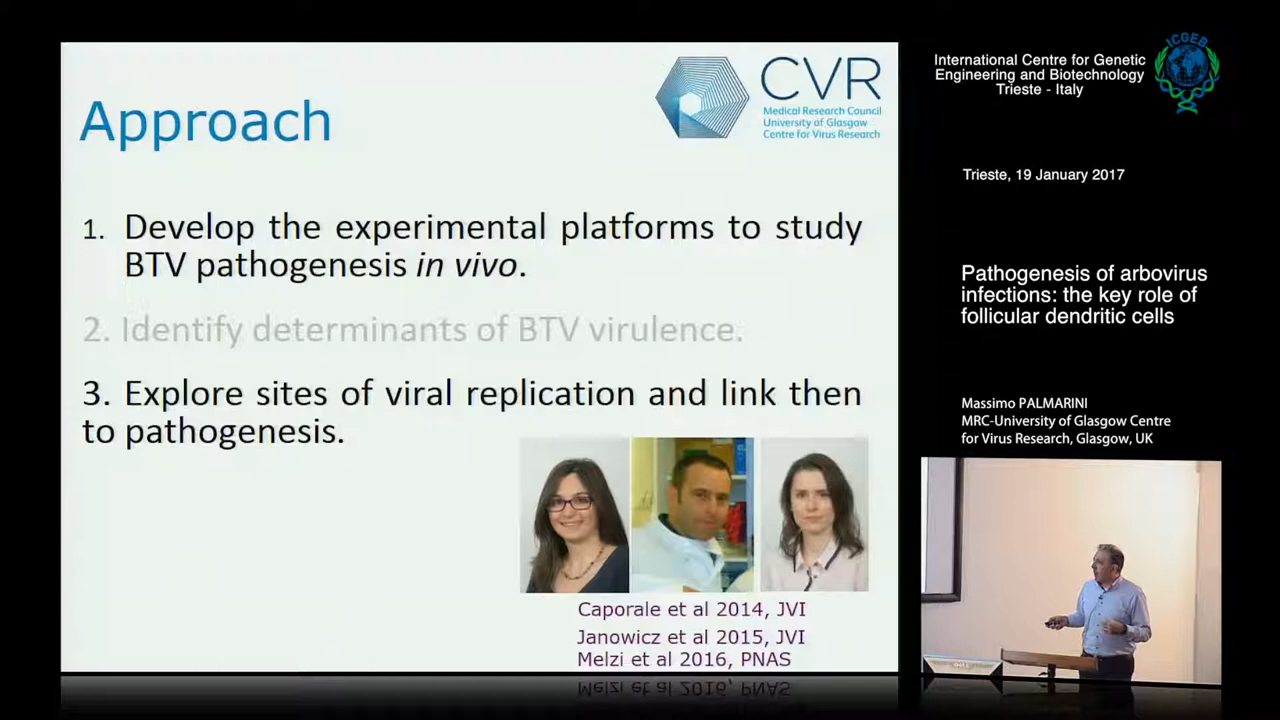 Approach
CVR
Medical Research Council
University of Glasgow
Centre for Virus Research
1. Develop the experimental platforms to study
BTV pathogenesis in vivo.
2. Identify determinants of BTV virulence.
3. Explore sites of viral replication and link then
to pathogenesis.
Caporale et al 2014, JVI
Janowicz et al 2015, JVI
Melzi et al 2016, PNAS
International Centre for Genetic
Engineering and Biotechnology
Trieste - Italy
ICGEB
Trieste, 19 January 2017
Pathogenesis of arbovirus
infections: the key role of
follicular dendritic cells
Massimo PALMARINI
MRC-University of Glasgow Centre
for Virus Research, Glasgow, UK